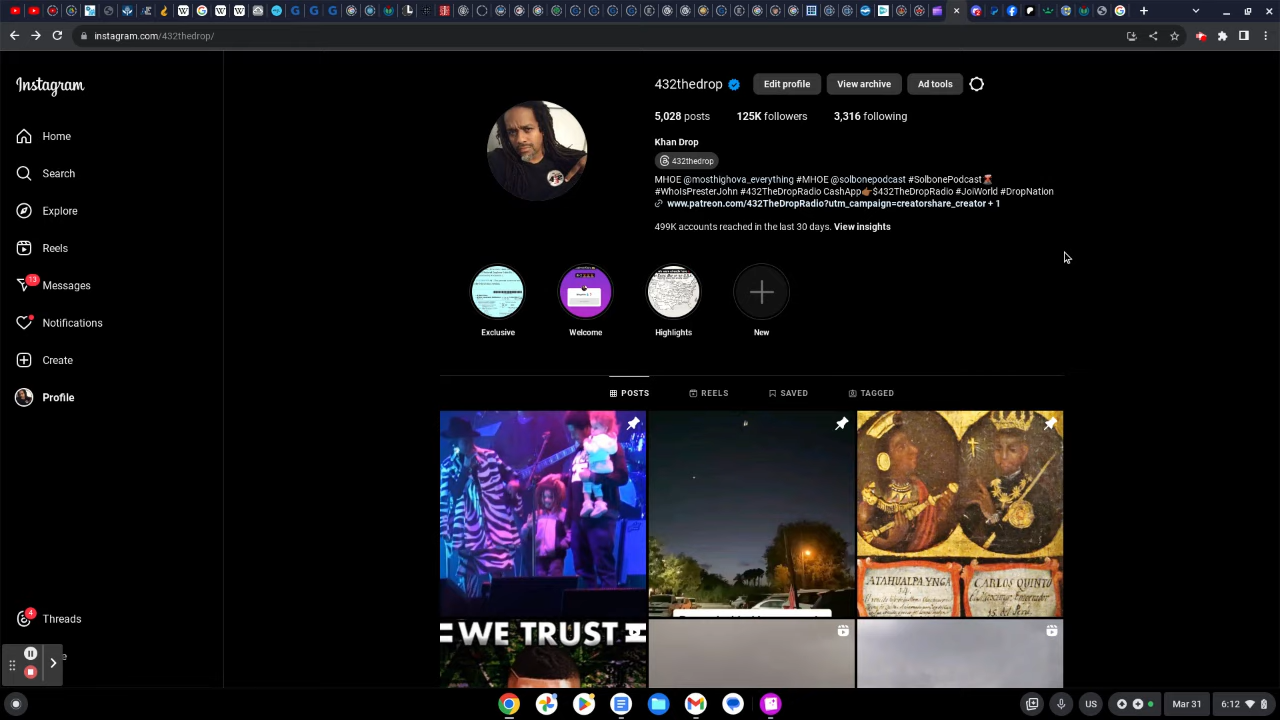 instagram.com/432thedrop/
Instagram
Home
Search
Explore
Reels
13
Messages
Notifications
Create
Profile
4
Threads
432thedrop
Edit profile
View archive
Ad tools
5,028 posts
125K followers
3,316 following
Khan Drop
432thedrop
MHOE @mosthighova_everything #MHOE @solbonepodcast #SolbonePodcast
#WhoIsPresterJohn #432TheDropRadio CashApp👉🏾$432TheDropRadio #JoiWorld #DropNation
www.patreon.com/432TheDropRadio?utm_campaign=creatorshare_creator + 1
499K accounts reached in the last 30 days. View insights
Exclusive
Welcome
Highlights
New
POSTS
REELS
SAVED
TAGGED
ATAHUALPA YNGA
CARLOS QUINTO
WE TRUST
US
Mar 31
6:12